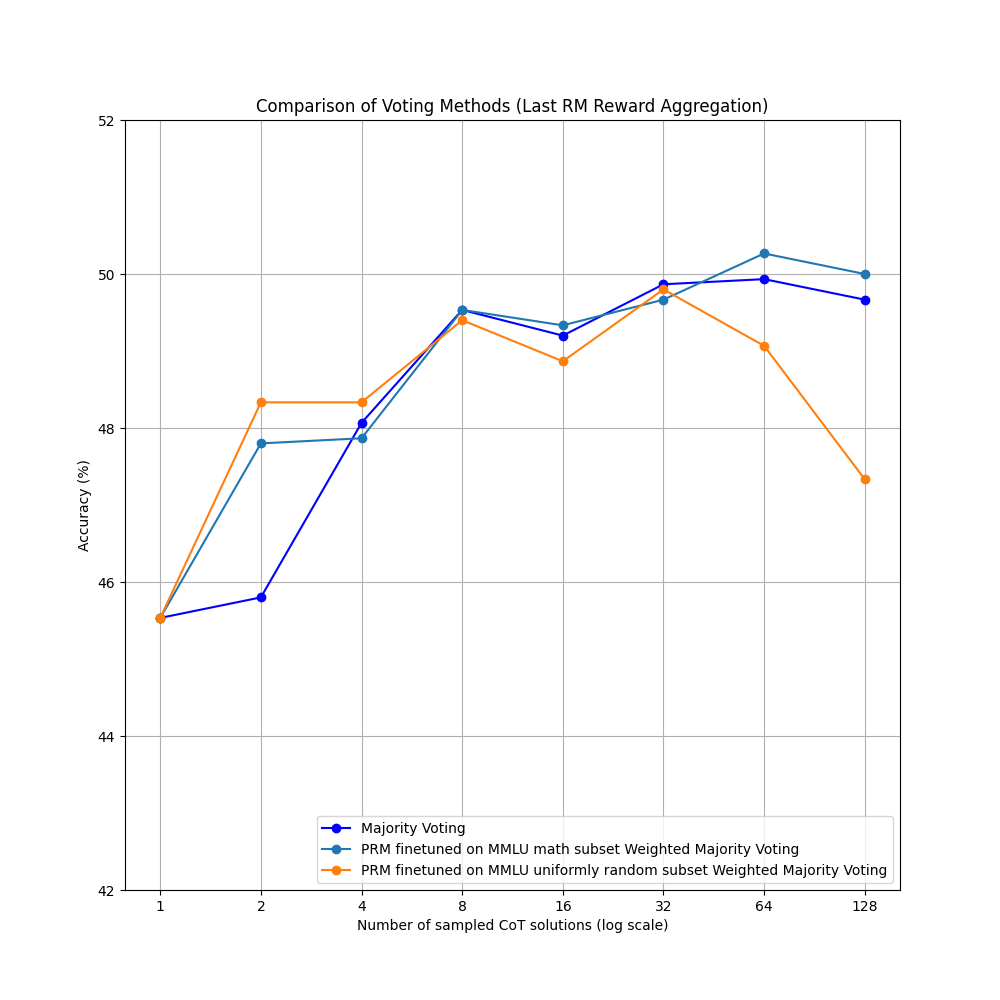 Comparison of Voting Methods (Last RM Reward Aggregation)
52
50
48
46
44
42
Accuracy (%)
Majority Voting
PRM finetuned on MMLU math subset Weighted Majority Voting
PRM finetuned on MMLU uniformly random subset Weighted Majority Voting
1 2 4 8 16 32 64 128
Number of sampled CoT solutions (log scale)